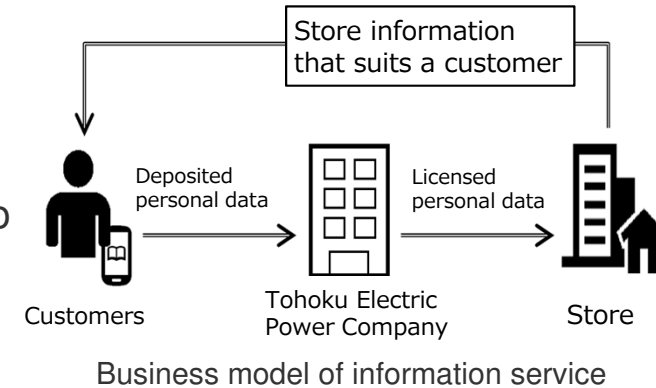 Store information
that suits a customer
Deposited
personal data
Licensed
personal data
Customers
Tohoku Electric
Power Company
Store
Business model of information service